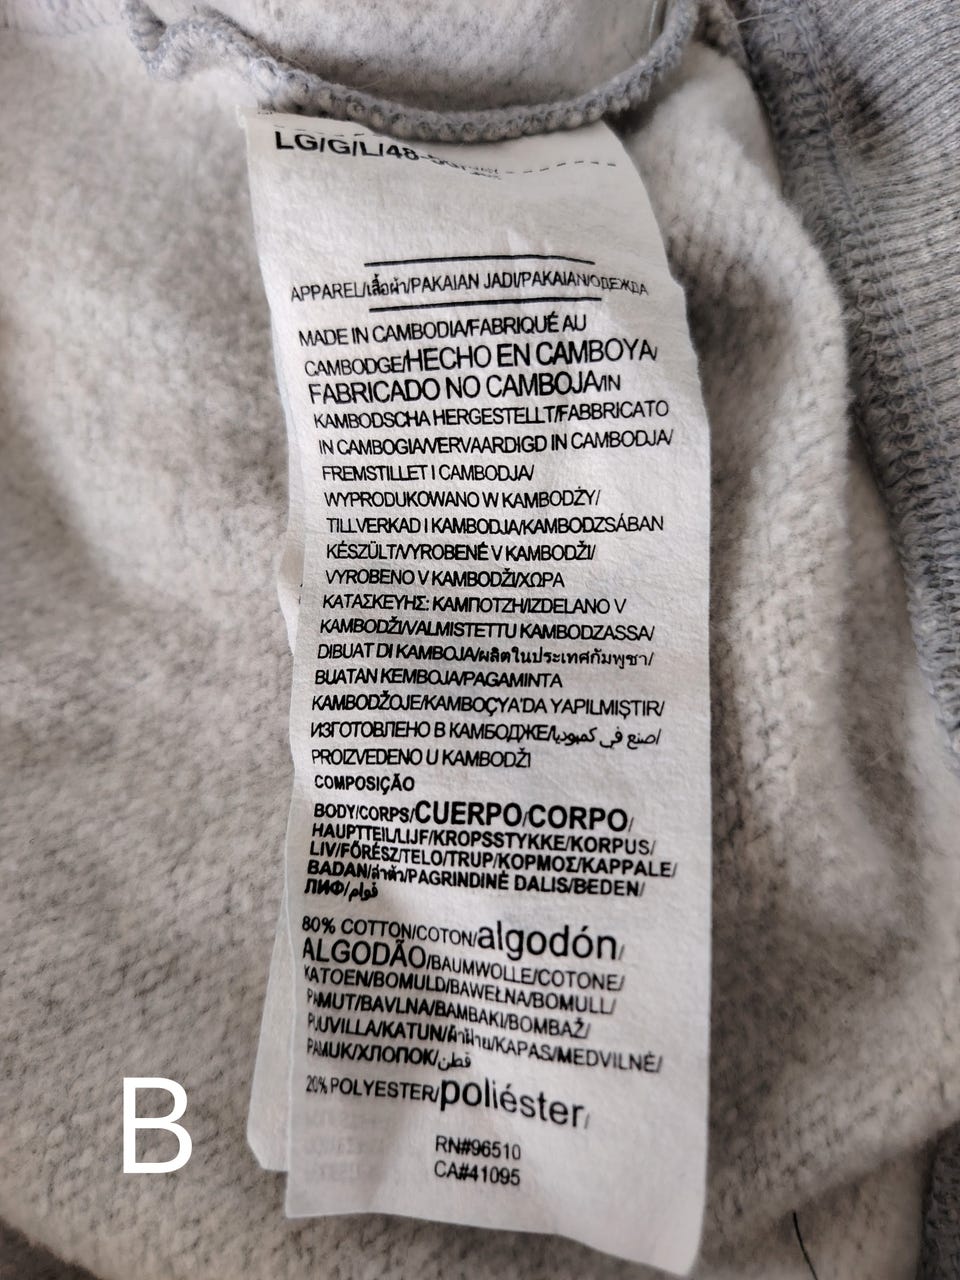 LG/G/L/48-
APPAREL/เสื้อผ้า/PAKAIAN JADI/PAKAIAN/ОДЕЖДА
MADE IN CAMBODIA/FABRIQUÉ AU
CAMBODGE/HECHO EN CAMBOYA/
FABRICADO NO CAMBOJA/IN
KAMBODSCHA HERGESTELLT/FABBRICATO
IN CAMBOGIA/VERVAARDIGD IN CAMBODJA/
FREMSTILLET I CAMBODJA/
WYPRODUKOWANO W KAMBODŻY/
TILLVERKAD I KAMBODJA/KAMBODZSÁBAN
KÉSZÜLT/VYROBENÉ V KAMBODŽI/
VYROBENO V KAMBODŽI/ΧΩΡΑ
ΚΑΤΑΣΚΕΥΗΣ: ΚΑΜΠΟΤΖΗ/IZDELANO V
KAMBODŽI/VALMISTETTU KAMBODZASSA/
DIBUAT DI KAMBOJA/ผลิตในประเทศกัมพูชา/
BUATAN KEMBOJA/PAGAMINTA
KAMBODŽOJE/KAMBOÇYA'DA YAPILMIŞTIR/
ИЗГОТОВЛЕНО В КАМБОДЖЕ/اصنع في كمبوديا/
PROIZVEDENO U KAMBODŽI
COMPOSIÇÃO
BODY/CORPS/CUERPO/CORPO/
HAUPTTEIL/LIJF/KROPSSTYKKE/KORPUS/
LIV/FŐRÉSZ/TELO/TRUP/ΚΟΡΜΟΣ/KAPPALE/
BADAN/ลำตัว/PAGRINDINĖ DALIS/BEDEN/
ЛИФ/قوام/
80% COTTON/COTON/algodón/
ALGODÃO/BAUMWOLLE/COTONE/
KATOEN/BOMULD/BAWEŁNA/BOMULL/
PAMUT/BAVLNA/ΒΑΜΒΑΚΙ/BOMBAŽ/
PUUVILLA/KATUN/ผ้าฝ้าย/KAPAS/MEDVILNĖ/
PAMUK/ХЛОПОК/قطن/
20% POLYESTER/poliéster/
RN#96510
CA#41095
B